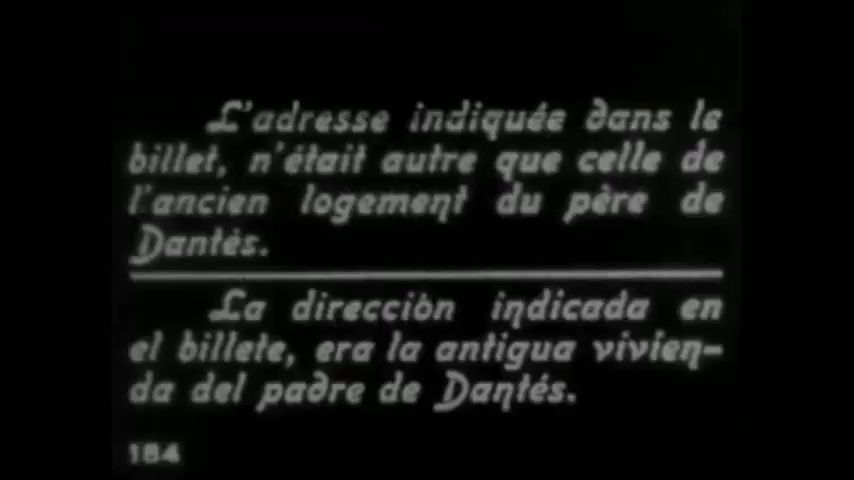 L'adresse indiquée dans le
billet, n'était autre que celle de
l'ancien logement du père de
Dantès.
La dirección indicada en
el billete, era la antigua vivien-
da del padre de Dantés.
184